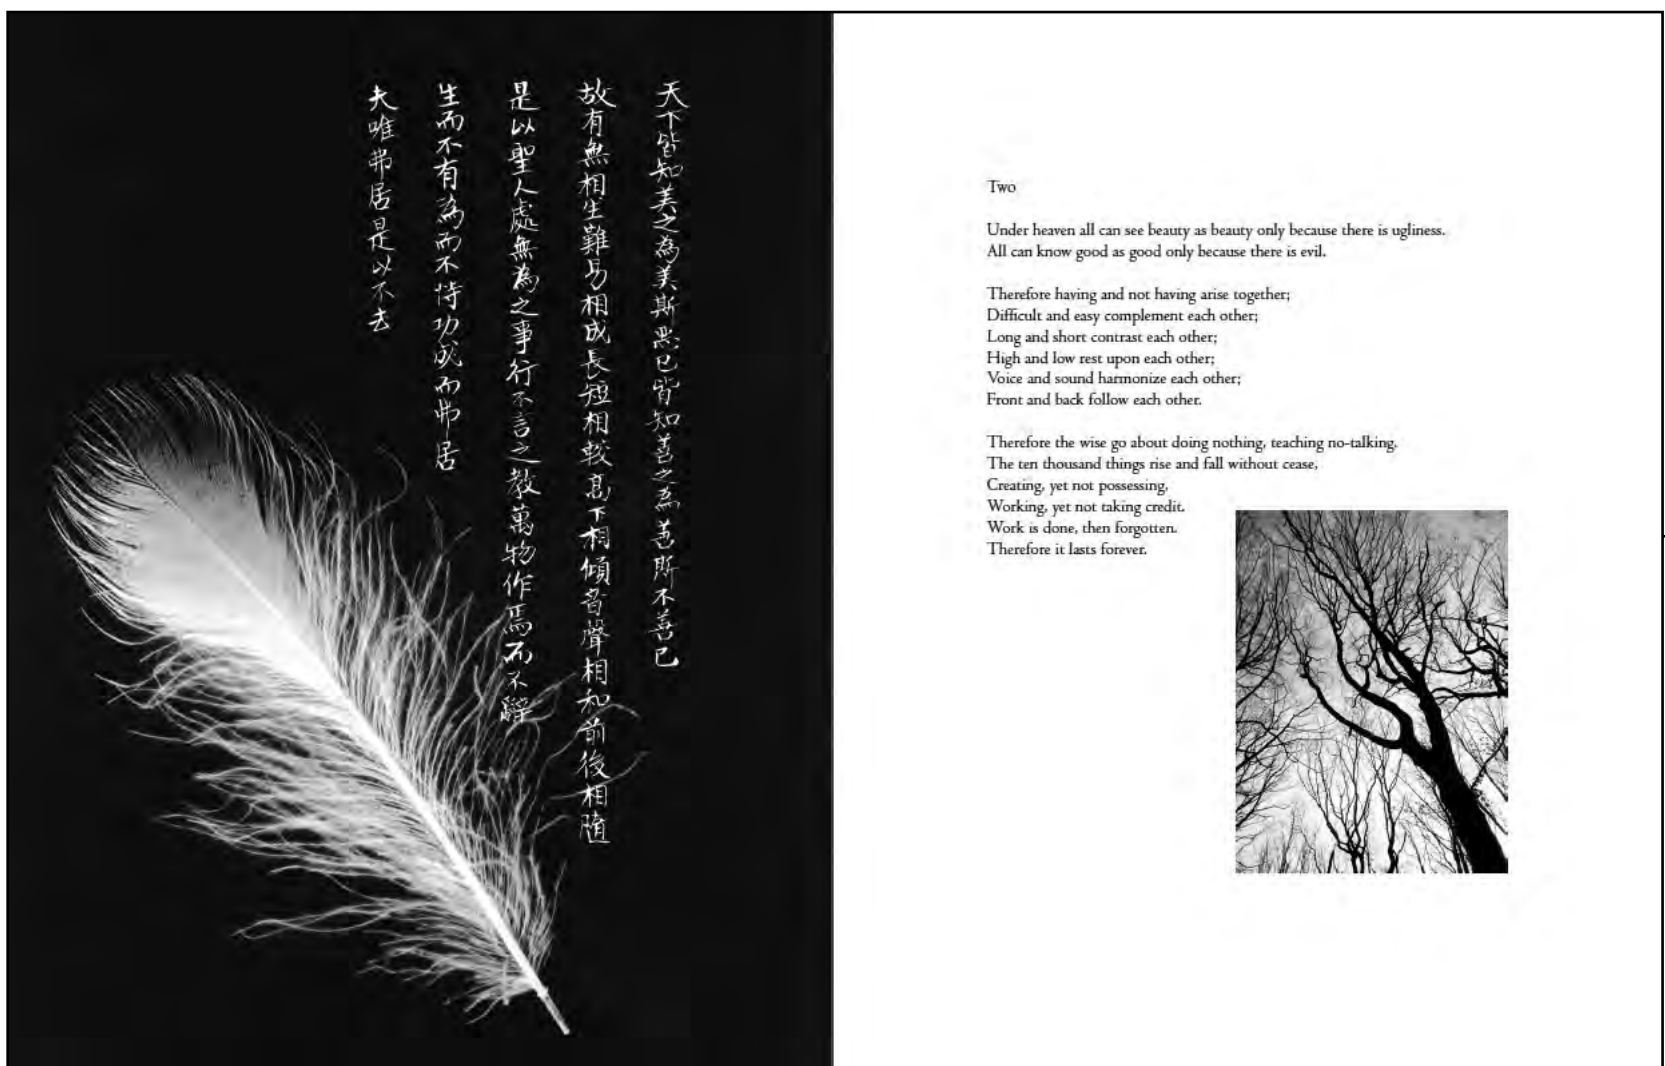 天下皆知美之為美斯惡已皆知善之為善斯不善已
故有無相生難易相成長短相較高下相傾音聲相和前後相隨
是以聖人處無為之事行不言之教萬物作焉而不辭
生而不有為而不恃功成而弗居
夫唯弗居是以不去
Two
Under heaven all can see beauty as beauty only because there is ugliness.
All can know good as good only because there is evil.
Therefore having and not having arise together;
Difficult and easy complement each other;
Long and short contrast each other;
High and low rest upon each other;
Voice and sound harmonize each other;
Front and back follow each other.
Therefore the wise go about doing nothing, teaching no-talking.
The ten thousand things rise and fall without cease,
Creating, yet not possessing,
Working, yet not taking credit.
Work is done, then forgotten.
Therefore it lasts forever.